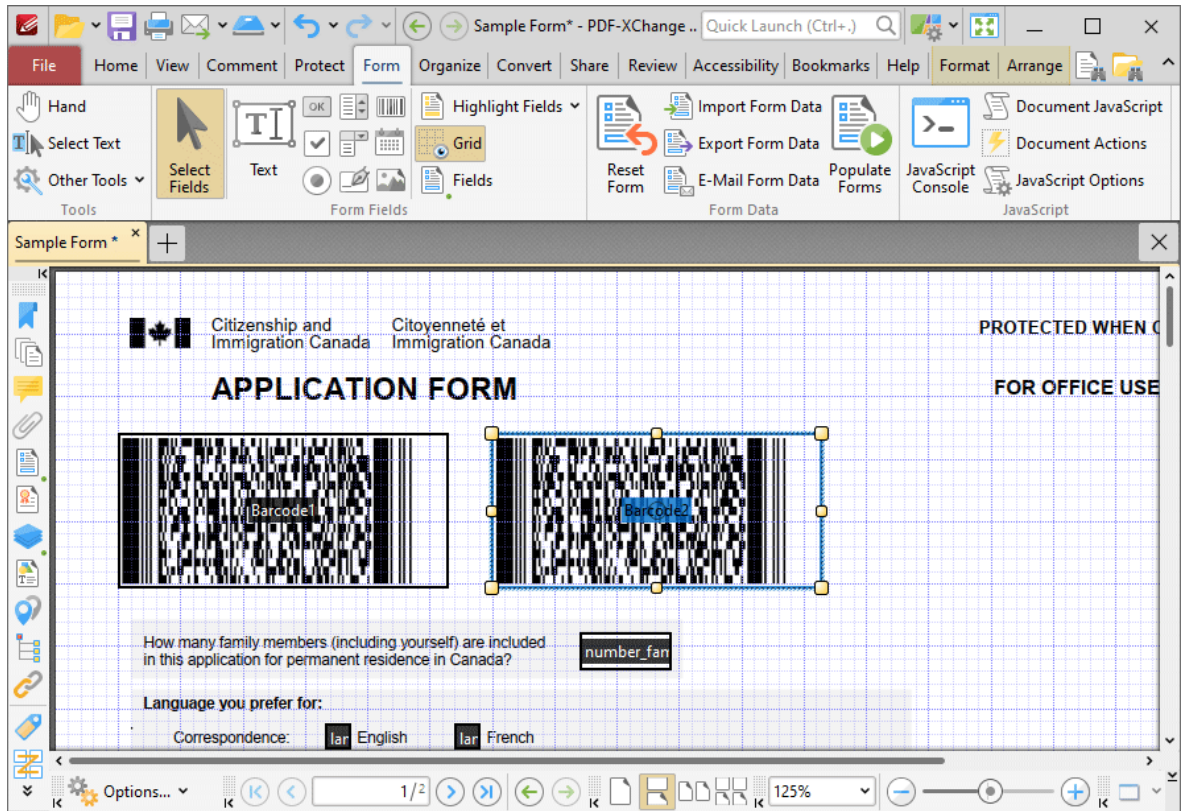 Sample Form* - PDF-XChange ..
Quick Launch (Ctrl+.)
File Home View Comment Protect Form Organize Convert Share Review Accessibility Bookmarks Help Format Arrange
Hand
Select Text
Other Tools
Tools
Select Fields
Text
OK
Highlight Fields
Grid
Fields
Form Fields
Reset Form
Import Form Data
Export Form Data
E-Mail Form Data
Populate Forms
Form Data
JavaScript Console
Document JavaScript
Document Actions
JavaScript Options
JavaScript
Sample Form *
Citizenship and
Immigration Canada
Citoyenneté et
Immigration Canada
PROTECTED WHEN
APPLICATION FORM
FOR OFFICE USE
Barcode1
Barcode2
How many family members (including yourself) are included
in this application for permanent residence in Canada?
number_fam
Language you prefer for:
Correspondence:
lar
English
lar
French
Options...
1/2
125%